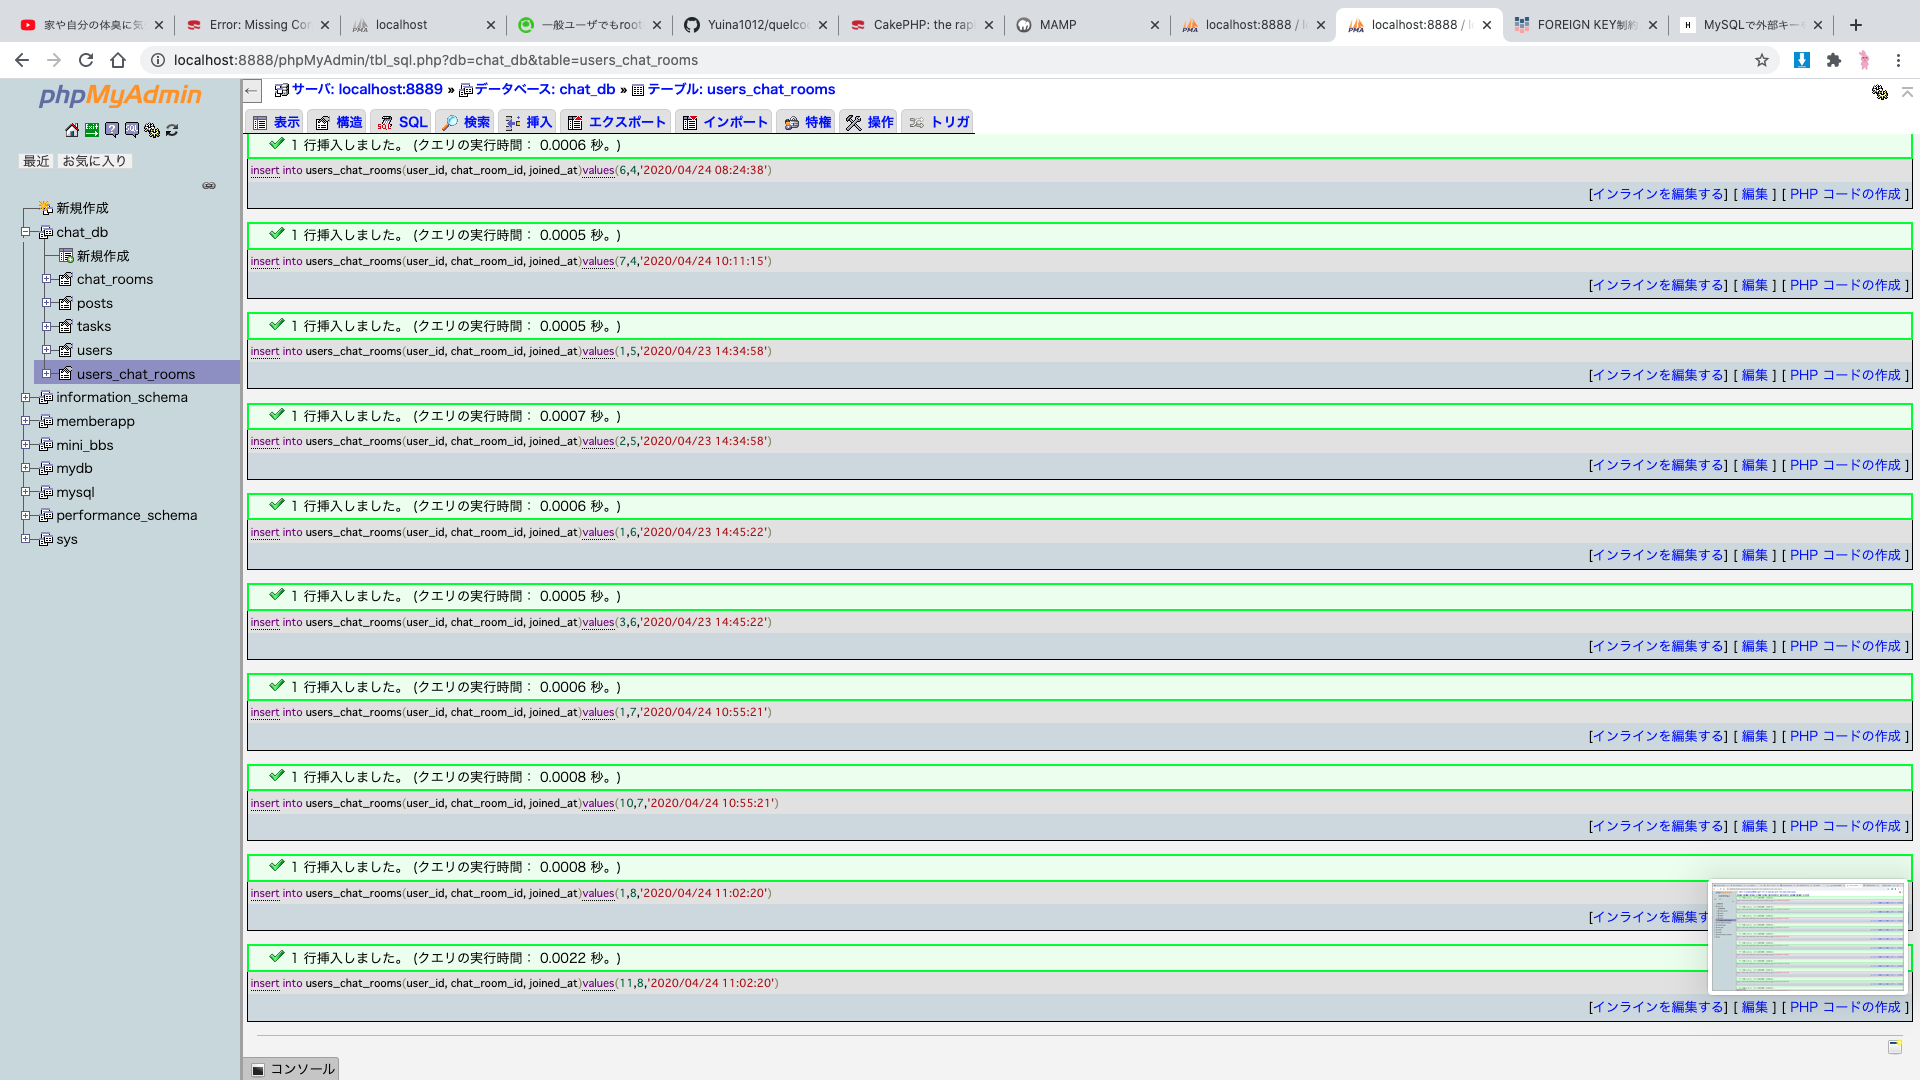 家や自分の体臭に気
Error: Missing Cor
localhost
一般ユーザでもroot
Yuina1012/quelco
CakePHP: the rap
MAMP
localhost:8888 / lo
localhost:8888 / lo
FOREIGN KEY制約
MySQLで外部キーを
localhost:8888/phpMyAdmin/tbl_sql.php?db=chat_db&table=users_chat_rooms
phpMyAdmin
最近 お気に入り
新規作成
chat_db
新規作成
chat_rooms
posts
tasks
users
users_chat_rooms
information_schema
memberapp
mini_bbs
mydb
mysql
performance_schema
sys
サーバ: localhost:8889 » データベース: chat_db » テーブル: users_chat_rooms
表示 構造 SQL 検索 挿入 エクスポート インポート 特権 操作 トリガ
1 行挿入しました。 (クエリの実行時間： 0.0006 秒。)
insert into users_chat_rooms(user_id, chat_room_id, joined_at)values(6,4,'2020/04/24 08:24:38')
[インラインを編集する] [ 編集 ] [ PHP コードの作成 ]
1 行挿入しました。 (クエリの実行時間： 0.0005 秒。)
insert into users_chat_rooms(user_id, chat_room_id, joined_at)values(7,4,'2020/04/24 10:11:15')
[インラインを編集する] [ 編集 ] [ PHP コードの作成 ]
1 行挿入しました。 (クエリの実行時間： 0.0005 秒。)
insert into users_chat_rooms(user_id, chat_room_id, joined_at)values(1,5,'2020/04/23 14:34:58')
[インラインを編集する] [ 編集 ] [ PHP コードの作成 ]
1 行挿入しました。 (クエリの実行時間： 0.0007 秒。)
insert into users_chat_rooms(user_id, chat_room_id, joined_at)values(2,5,'2020/04/23 14:34:58')
[インラインを編集する] [ 編集 ] [ PHP コードの作成 ]
1 行挿入しました。 (クエリの実行時間： 0.0006 秒。)
insert into users_chat_rooms(user_id, chat_room_id, joined_at)values(1,6,'2020/04/23 14:45:22')
[インラインを編集する] [ 編集 ] [ PHP コードの作成 ]
1 行挿入しました。 (クエリの実行時間： 0.0005 秒。)
insert into users_chat_rooms(user_id, chat_room_id, joined_at)values(3,6,'2020/04/23 14:45:22')
[インラインを編集する] [ 編集 ] [ PHP コードの作成 ]
1 行挿入しました。 (クエリの実行時間： 0.0006 秒。)
insert into users_chat_rooms(user_id, chat_room_id, joined_at)values(1,7,'2020/04/24 10:55:21')
[インラインを編集する] [ 編集 ] [ PHP コードの作成 ]
1 行挿入しました。 (クエリの実行時間： 0.0008 秒。)
insert into users_chat_rooms(user_id, chat_room_id, joined_at)values(10,7,'2020/04/24 10:55:21')
[インラインを編集する] [ 編集 ] [ PHP コードの作成 ]
1 行挿入しました。 (クエリの実行時間： 0.0008 秒。)
insert into users_chat_rooms(user_id, chat_room_id, joined_at)values(1,8,'2020/04/24 11:02:20')
[インラインを編集す
1 行挿入しました。 (クエリの実行時間： 0.0022 秒。)
insert into users_chat_rooms(user_id, chat_room_id, joined_at)values(11,8,'2020/04/24 11:02:20')
[インラインを編集する] [ 編集 ] [ PHP コードの作成 ]
コンソール